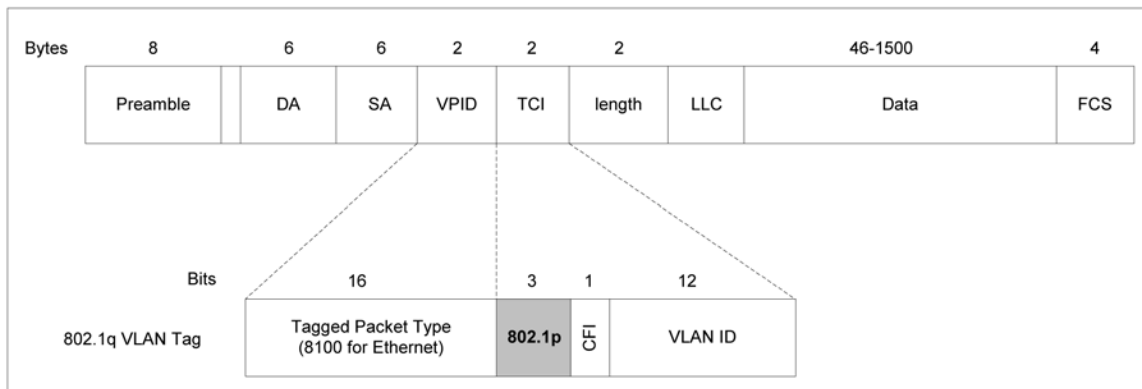 Bytes 8 6 6 2 2 2 46-1500 4
Preamble DA SA VPID TCI length LLC Data FCS
Bits 16 3 1 12
802.1q VLAN Tag
Tagged Packet Type
(8100 for Ethernet)
802.1p
CFI
VLAN ID